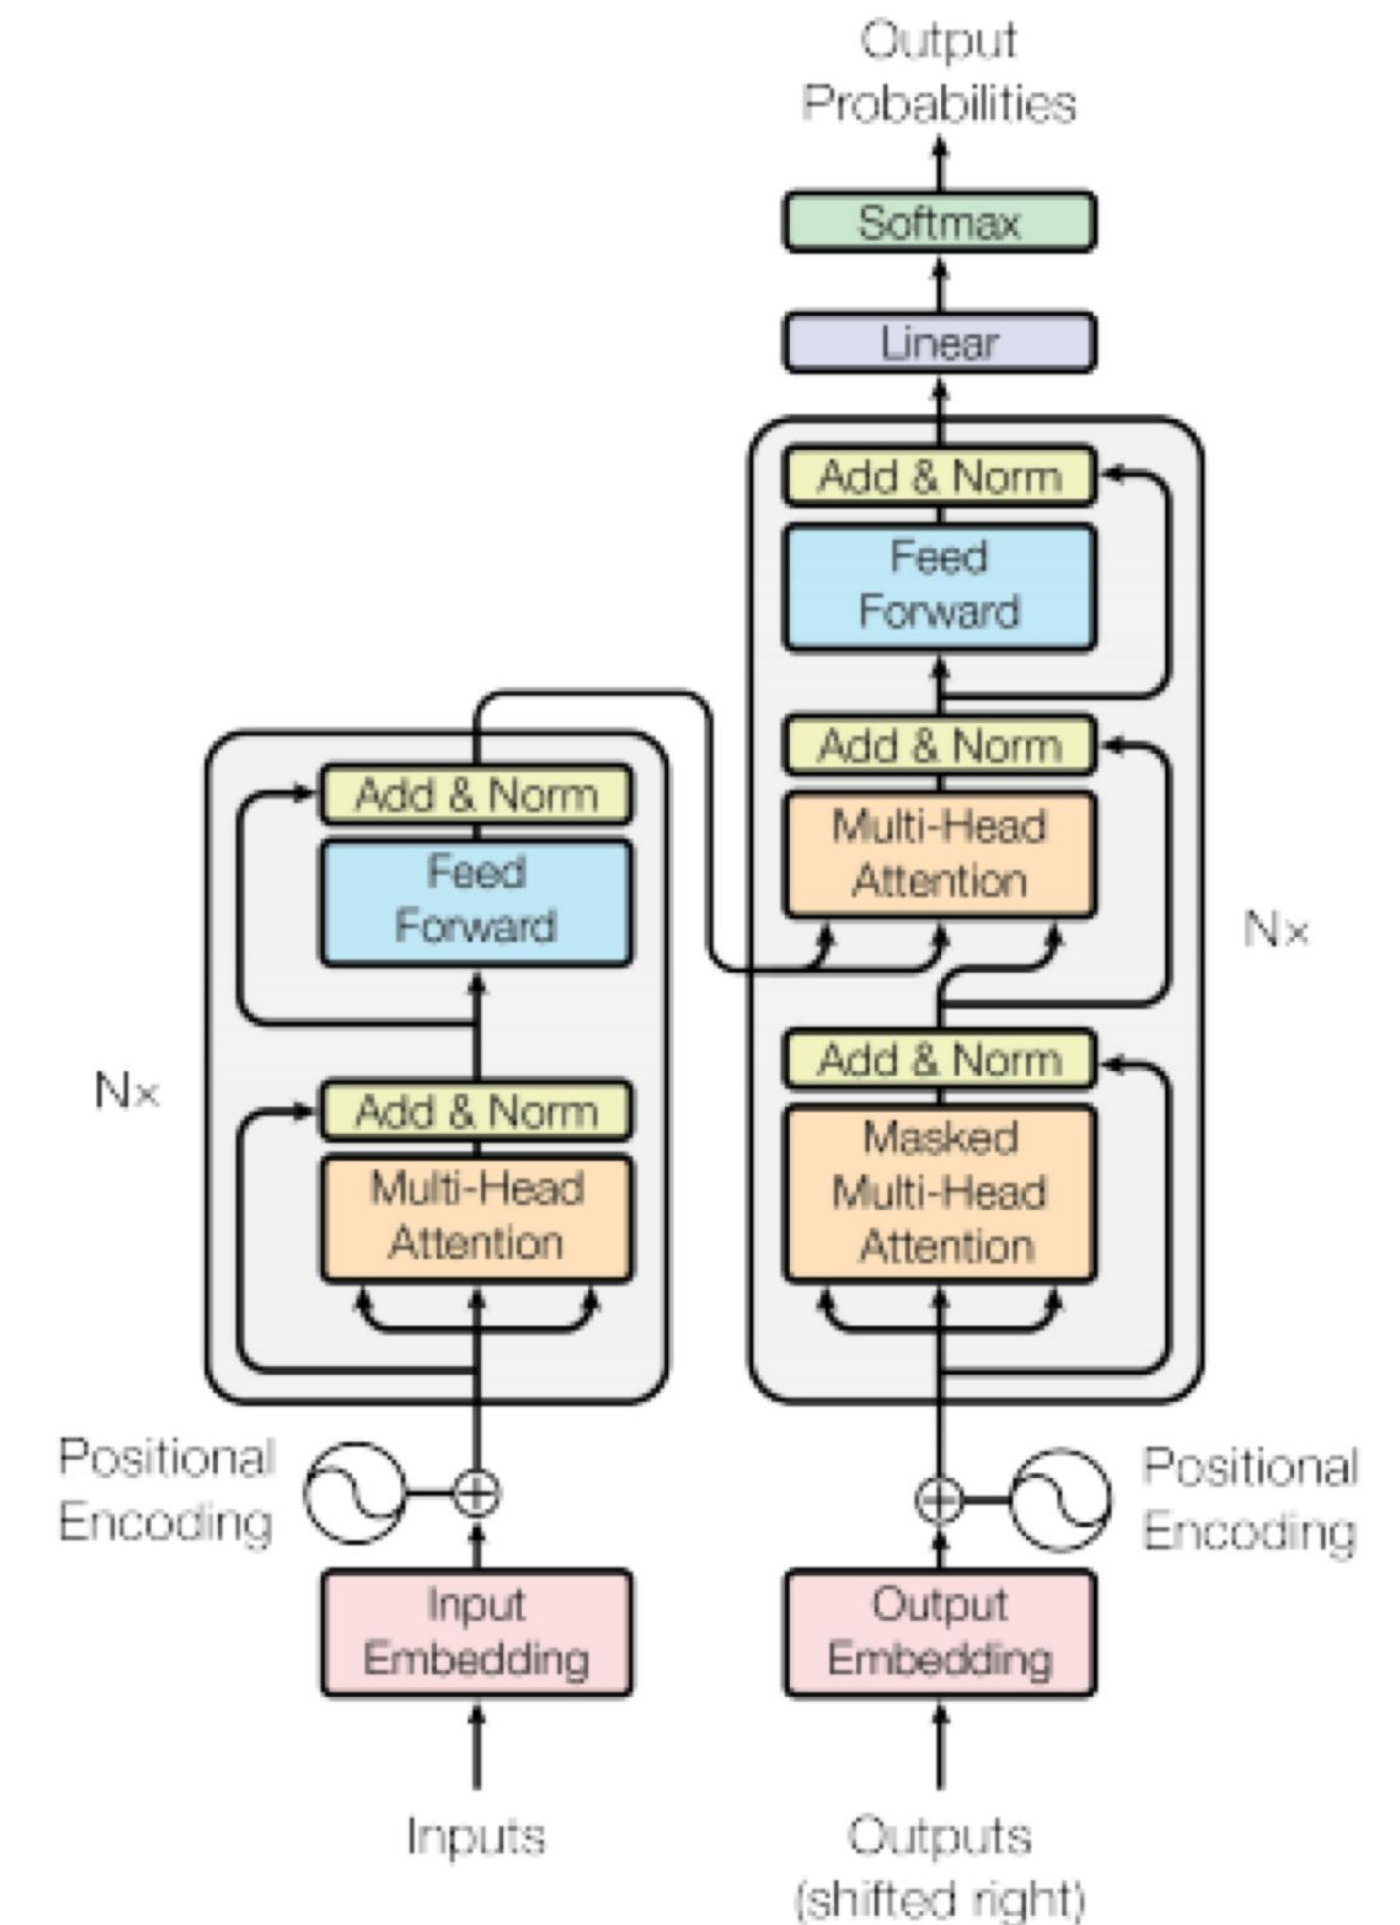 Output
Probabilities
Softmax
Linear
Add & Norm
Feed
Forward
Add & Norm
Multi-Head
Attention
Nx
Add & Norm
Masked
Multi-Head
Attention
Add & Norm
Feed
Forward
Nx
Add & Norm
Multi-Head
Attention
Positional
Encoding
Positional
Encoding
Input
Embedding
Output
Embedding
Inputs
Outputs
(shifted right)